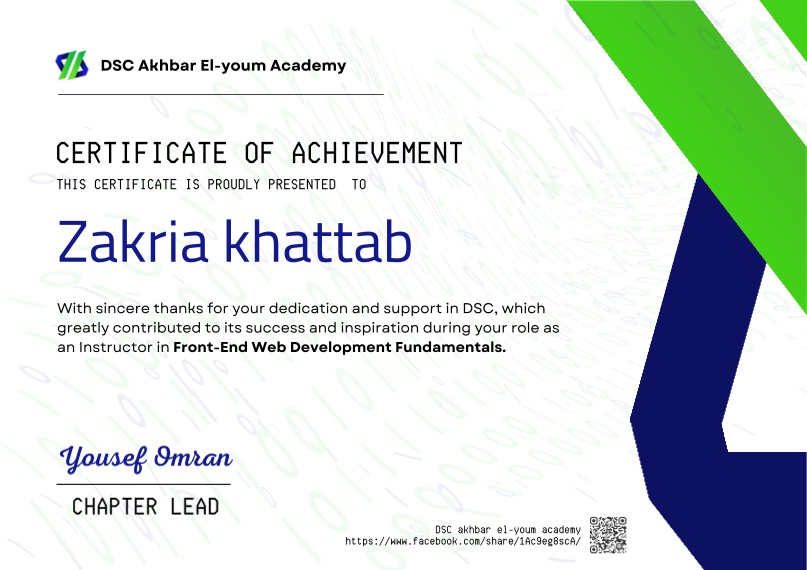 DSC Akhbar El-youm Academy
CERTIFICATE OF ACHIEVEMENT
THIS CERTIFICATE IS PROUDLY PRESENTED TO
Zakria khattab
With sincere thanks for your dedication and support in DSC, which
greatly contributed to its success and inspiration during your role as
an Instructor in Front-End Web Development Fundamentals.
Yousef Omran
CHAPTER LEAD
DSC akhbar el-youm academy
https://www.facebook.com/share/1Ac9eg8scA/